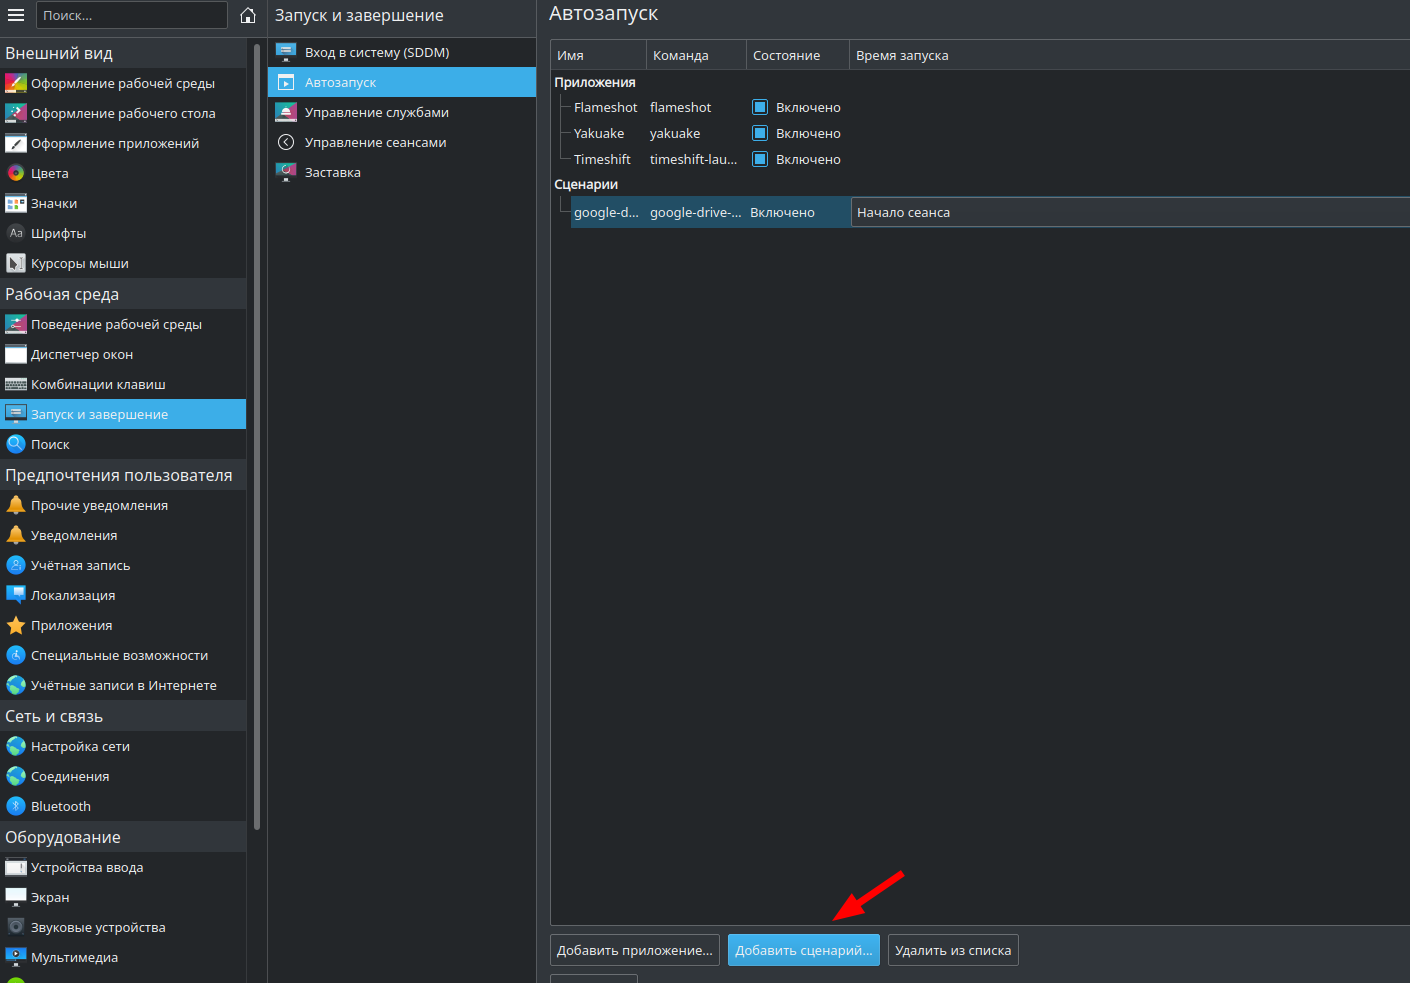 Поиск...
Внешний вид
Оформление рабочей среды
Оформление рабочего стола
Оформление приложений
Цвета
Значки
Aa Шрифты
Курсоры мыши
Рабочая среда
Поведение рабочей среды
Диспетчер окон
Комбинации клавиш
Запуск и завершение
Поиск
Предпочтения пользователя
Прочие уведомления
Уведомления
Учётная запись
Локализация
Приложения
Специальные возможности
Учётные записи в Интернете
Сеть и связь
Настройка сети
Соединения
Bluetooth
Оборудование
Устройства ввода
Экран
Звуковые устройства
Мультимедиа
Запуск и завершение
Вход в систему (SDDM)
Автозапуск
Управление службами
Управление сеансами
Заставка
Автозапуск
Имя Команда Состояние Время запуска
Приложения
Flameshot flameshot Включено
Yakuake yakuake Включено
Timeshift timeshift-lau... Включено
Сценарии
google-d... google-drive-... Включено Начало сеанса
Добавить приложение... Добавить сценарий... Удалить из списка